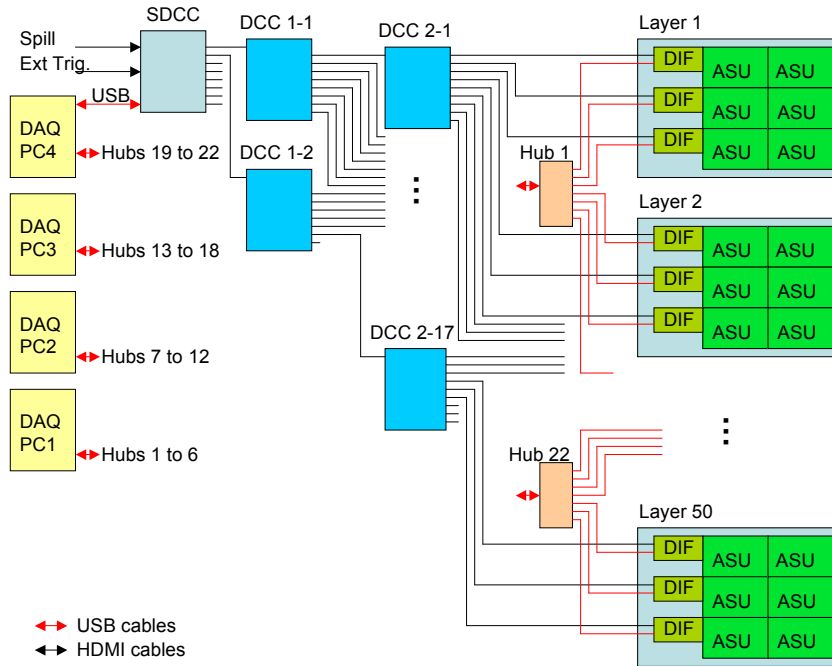 SDCC
DCC 1-1
DCC 2-1
Layer 1
Spill
Ext Trig.
USB
DIF
ASU
ASU
DIF
ASU
ASU
DIF
ASU
ASU
DAQ
PC4
Hubs 19 to 22
DCC 1-2
Hub 1
Layer 2
DAQ
PC3
Hubs 13 to 18
DIF
ASU
ASU
DIF
ASU
ASU
DIF
ASU
ASU
DAQ
PC2
Hubs 7 to 12
DCC 2-17
DAQ
PC1
Hubs 1 to 6
Hub 22
Layer 50
DIF
ASU
ASU
DIF
ASU
ASU
DIF
ASU
ASU
USB cables
HDMI cables